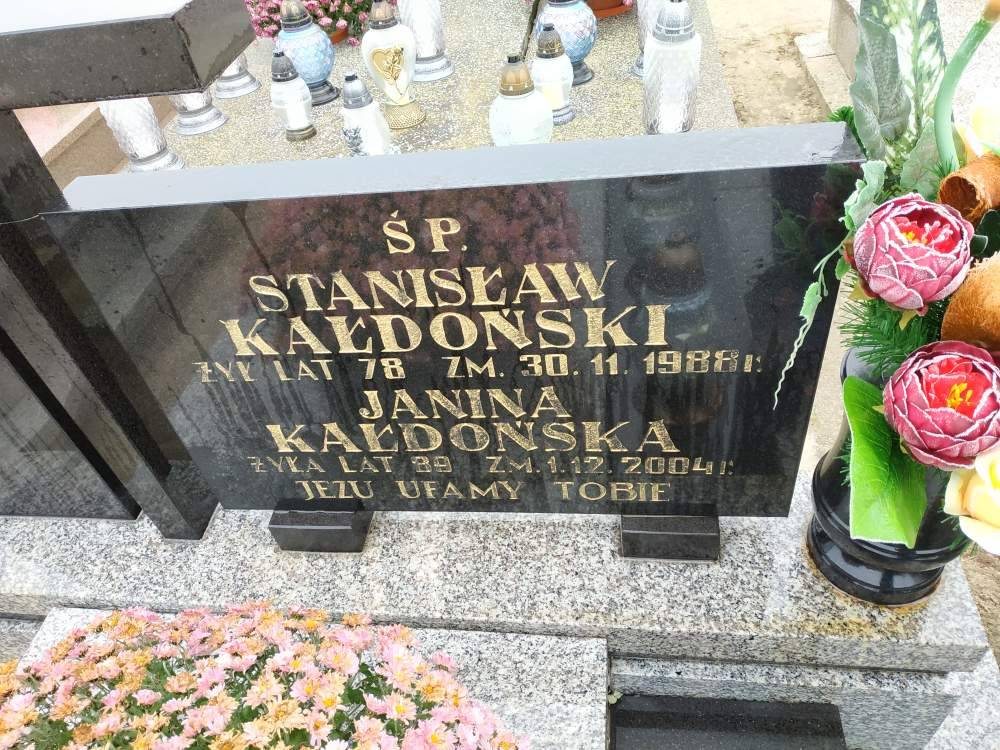 Ś P.
STANISŁAW
KAŁDOŃSKI
ŻYŁ LAT 78 ZM. 30.11.1988 r.
JANINA
KAŁDOŃSKA
ŻYŁA LAT 89 ZM.1.12.2004 r.
JEZU UFAMY TOBIE